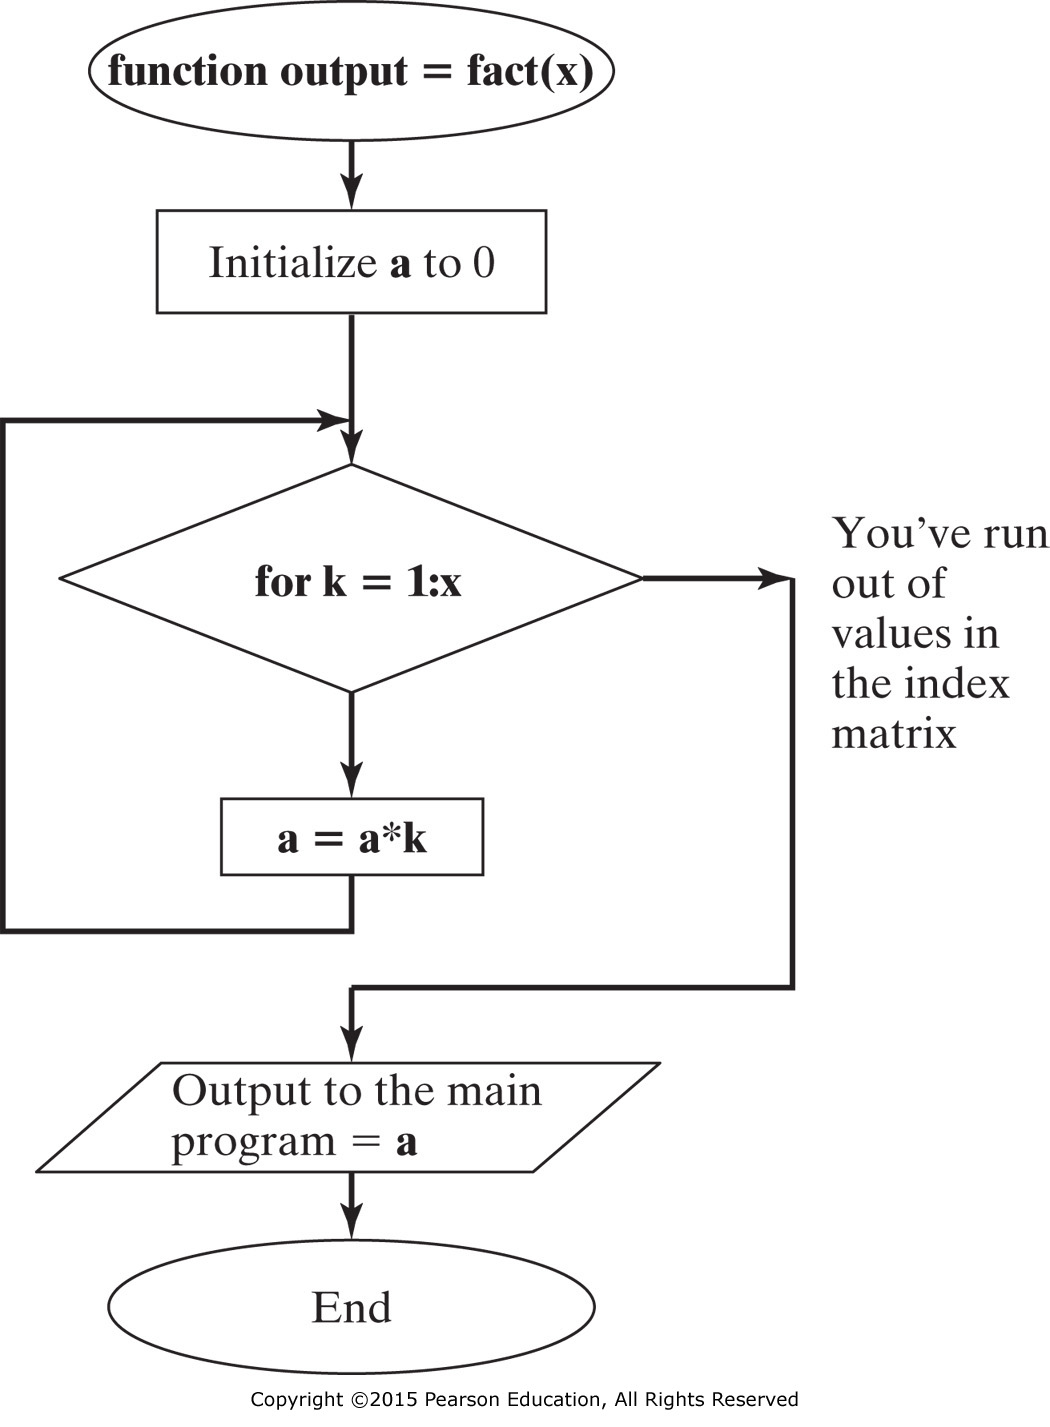 function output = fact(x)
Initialize a to 0
for k = 1:x
You've run
out of
values in
the index
matrix
a = a*k
Output to the main
program = a
End
Copyright ©2015 Pearson Education, All Rights Reserved